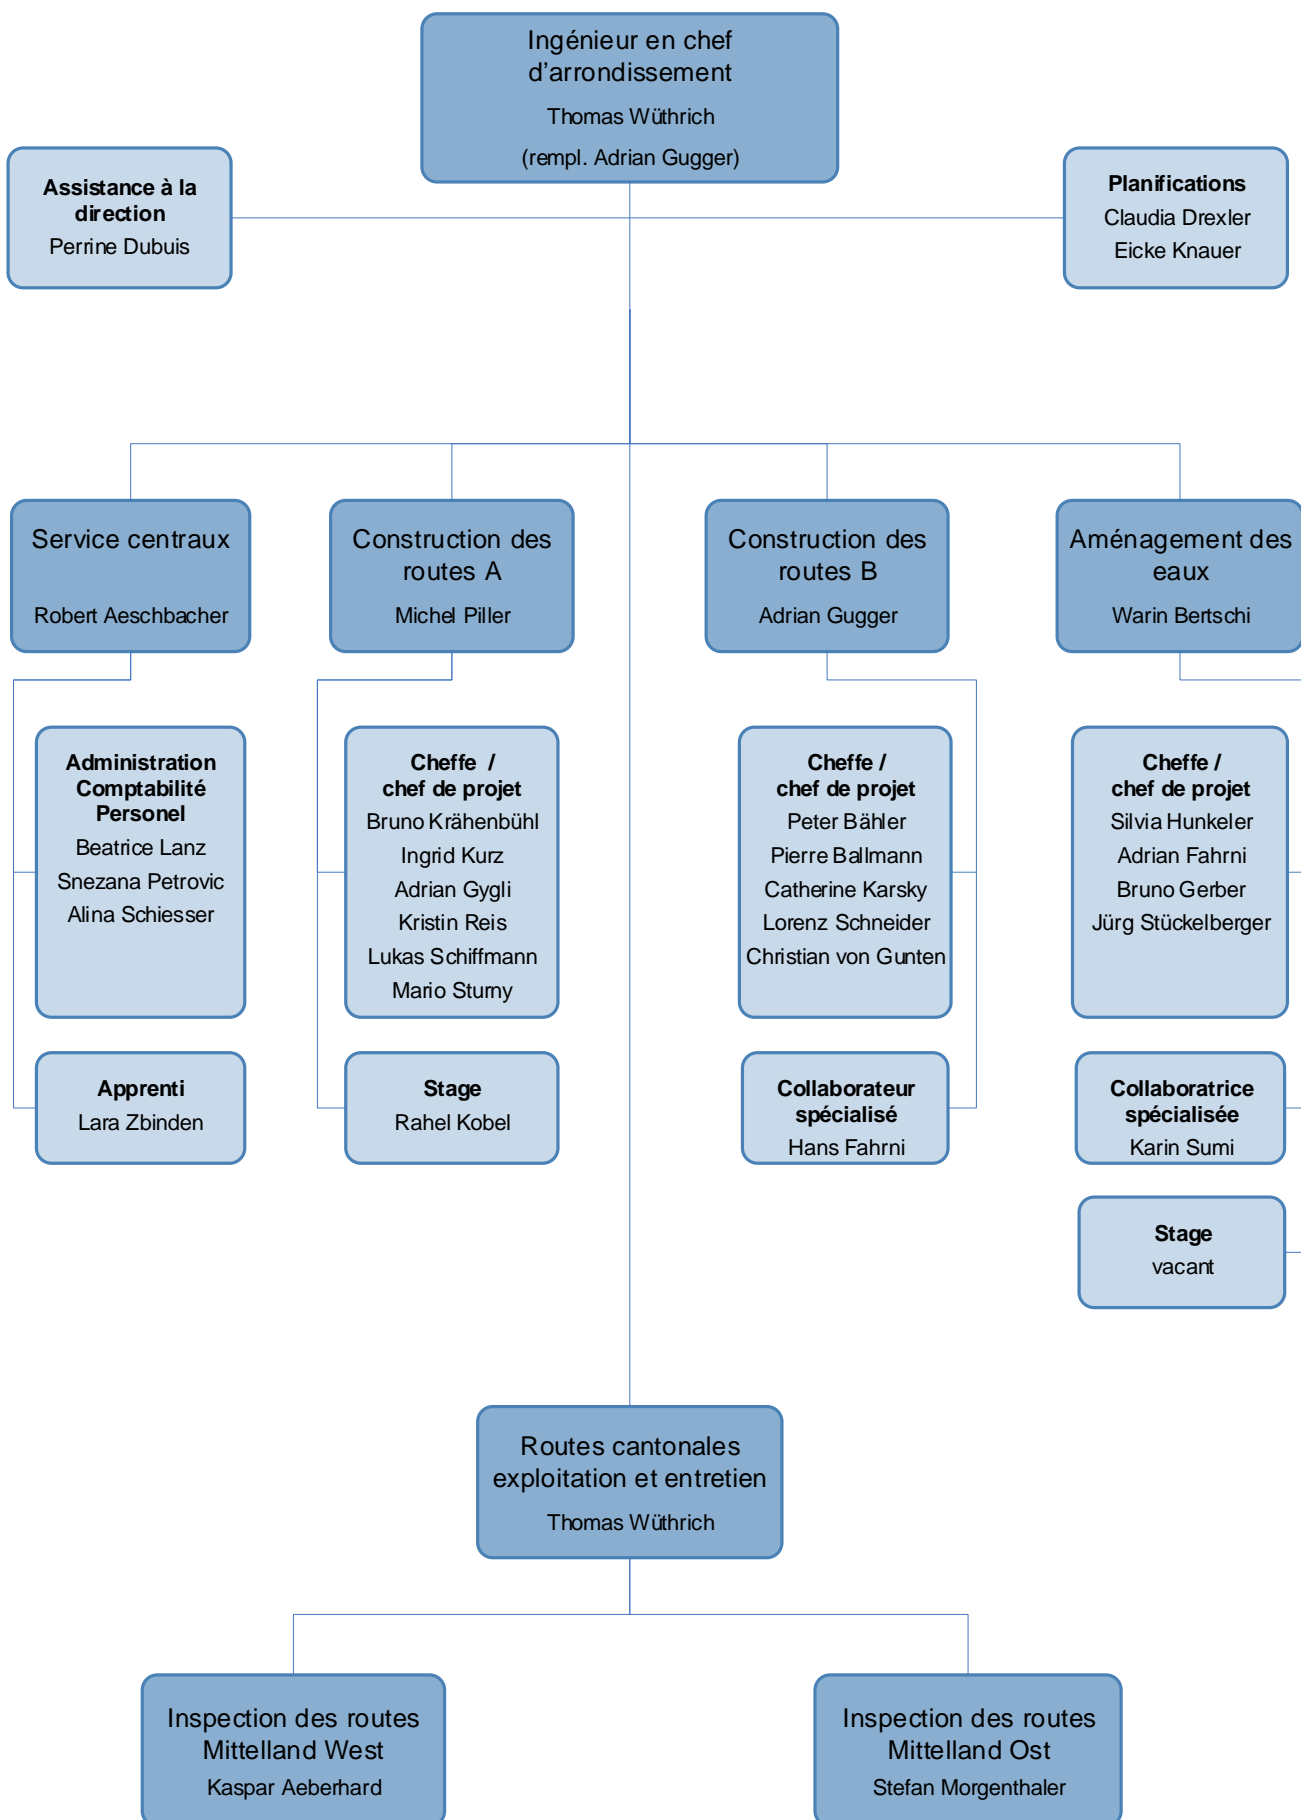 Ingénieur en chef
d'arrondissement
Thomas Wüthrich
(rempl. Adrian Gugger)
Assistance à la
direction
Perrine Dubuis
Planifications
Claudia Drexler
Eicke Knauer
Service centraux
Robert Aeschbacher
Construction des
routes A
Michel Piller
Construction des
routes B
Adrian Gugger
Aménagement des
eaux
Warin Bertschi
Administration
Comptabilité
Personel
Beatrice Lanz
Snezana Petrovic
Alina Schiesser
Cheffe /
chef de projet
Bruno Krähenbühl
Ingrid Kurz
Adrian Gygli
Kristin Reis
Lukas Schiffmann
Mario Sturny
Cheffe /
chef de projet
Peter Bähler
Pierre Ballmann
Catherine Karsky
Lorenz Schneider
Christian von Gunten
Cheffe /
chef de projet
Silvia Hunkeler
Adrian Fahrni
Bruno Gerber
Jürg Stückelberger
Apprenti
Lara Zbinden
Stage
Rahel Kobel
Collaborateur
spécialisé
Hans Fahrni
Collaboratrice
spécialisée
Karin Sumi
Stage
vacant
Routes cantonales
exploitation et entretien
Thomas Wüthrich
Inspection des routes
Mittelland West
Kaspar Aeberhard
Inspection des routes
Mittelland Ost
Stefan Morgenthaler